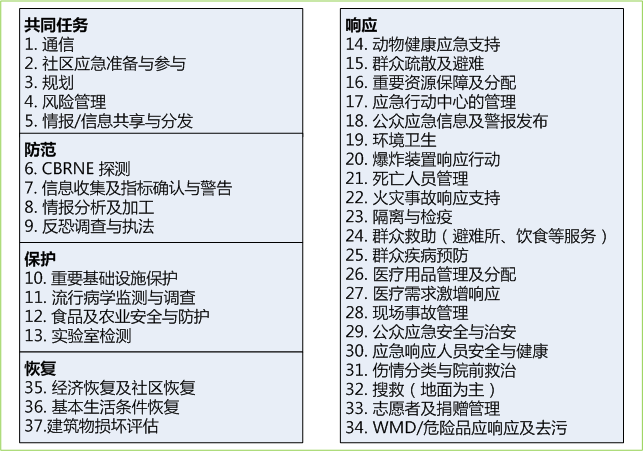 共同任务
1. 通信
2. 社区应急准备与参与
3. 规划
4. 风险管理
5. 情报/信息共享与分发
防范
6. CBRNE 探测
7. 信息收集及指标确认与警告
8. 情报分析及加工
9. 反恐调查与执法
保护
10. 重要基础设施保护
11. 流行病学监测与调查
12. 食品及农业安全与防护
13. 实验室检测
恢复
35. 经济恢复及社区恢复
36. 基本生活条件恢复
37.建筑物损坏评估
响应
14. 动物健康应急支持
15. 群众疏散及避难
16. 重要资源保障及分配
17. 应急行动中心的管理
18. 公众应急信息及警报发布
19. 环境卫生
20. 爆炸装置响应行动
21. 死亡人员管理
22. 火灾事故响应支持
23. 隔离与检疫
24. 群众救助（避难所、饮食等服务）
25. 群众疾病预防
26. 医疗用品管理及分配
27. 医疗需求激增响应
28. 现场事故管理
29. 公众应急安全与治安
30. 应急响应人员安全与健康
31. 伤情分类与院前救治
32. 搜救（地面为主）
33. 志愿者及捐赠管理
34. WMD/危险品应响应及去污